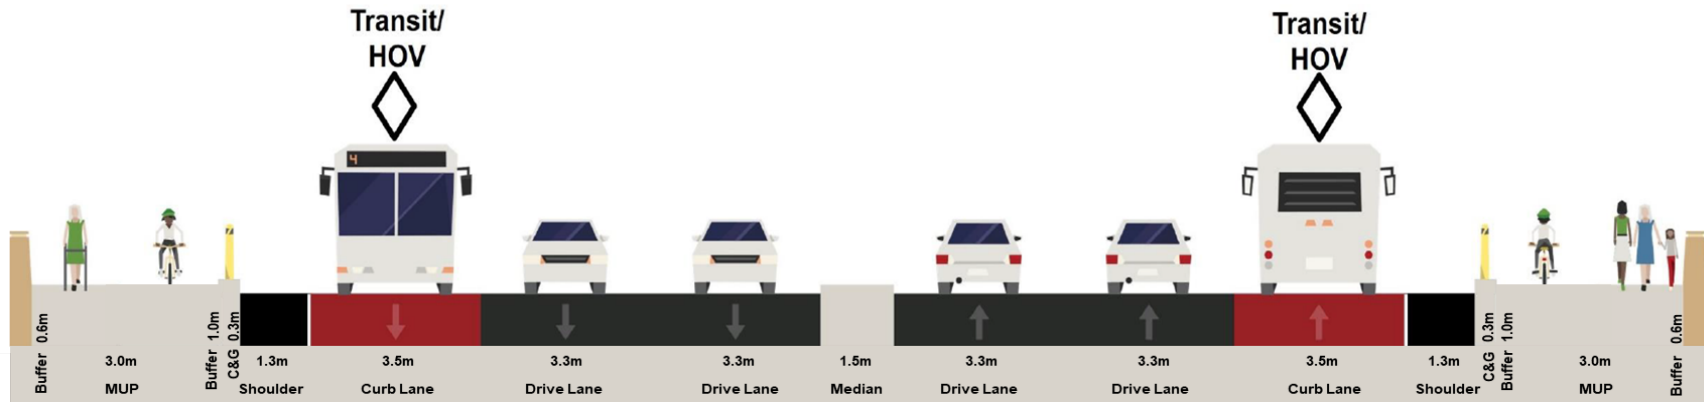 Transit/
HOV
Transit/
HOV
4
Buffer 0.6m
3.0m
MUP
Buffer 1.0m
C&G 0.3m
1.3m
Shoulder
3.5m
Curb Lane
3.3m
Drive Lane
3.3m
Drive Lane
1.5m
Median
3.3m
Drive Lane
3.3m
Drive Lane
3.5m
Curb Lane
1.3m
Shoulder
C&G 0.3m
Buffer 1.0m
3.0m
MUP
Buffer 0.6m